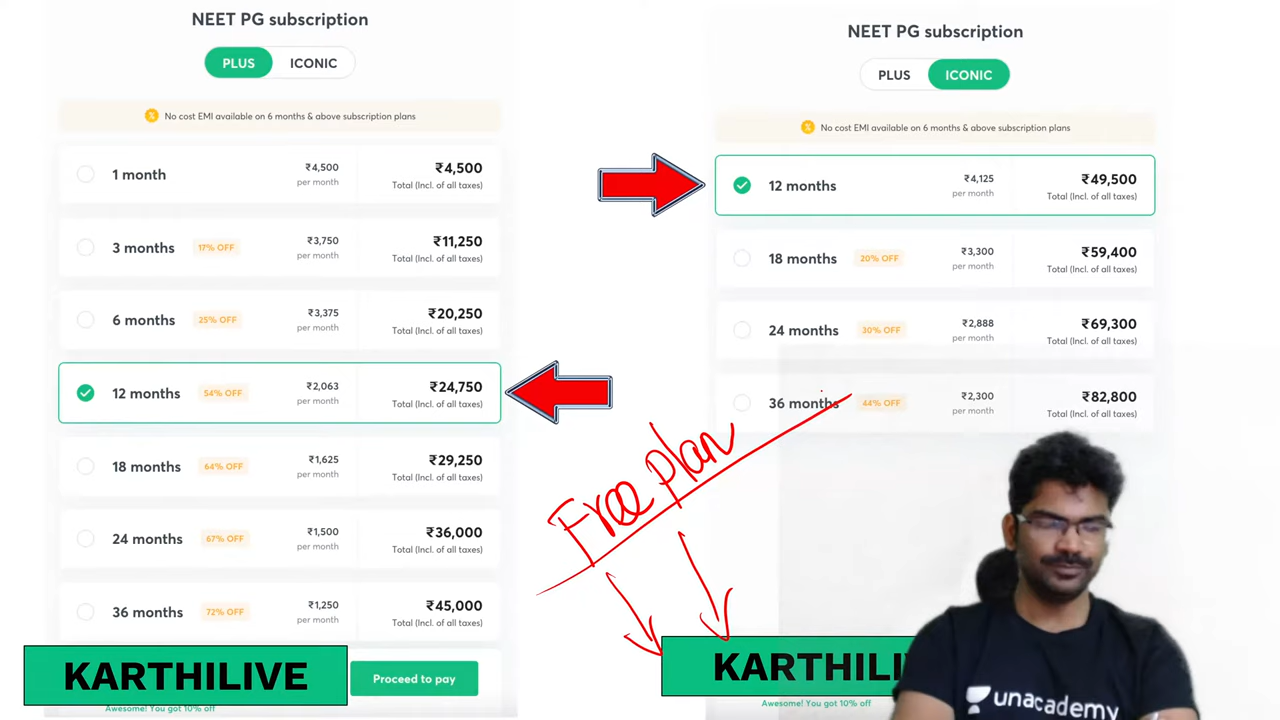 NEET PG subscription
PLUS
ICONIC
No cost EMI available on 6 months & above subscription plans
1 month
₹4,500
per month
₹4,500
Total (Incl. of all taxes)
3 months
17% OFF
₹3,750
per month
₹11,250
Total (Incl. of all taxes)
6 months
25% OFF
₹3,375
per month
₹20,250
Total (Incl. of all taxes)
12 months
54% OFF
₹2,063
per month
₹24,750
Total (Incl. of all taxes)
18 months
64% OFF
₹1,625
per month
₹29,250
Total (Incl. of all taxes)
24 months
67% OFF
₹1,500
per month
₹36,000
Total (Incl. of all taxes)
36 months
72% OFF
₹1,250
per month
₹45,000
Total (Incl. of all taxes)
KARTHILIVE
Proceed to pay
Awesome! You got 10% off
NEET PG subscription
PLUS
ICONIC
No cost EMI available on 6 months & above subscription plans
12 months
₹4,125
per month
₹49,500
Total (Incl. of all taxes)
18 months
20% OFF
₹3,300
per month
₹59,400
Total (Incl. of all taxes)
24 months
30% OFF
₹2,888
per month
₹69,300
Total (Incl. of all taxes)
36 months
44% OFF
₹2,300
per month
₹82,800
Total (Incl. of all taxes)
Free plan
KARTHILI
Awesome! You got 10% off
unacademy